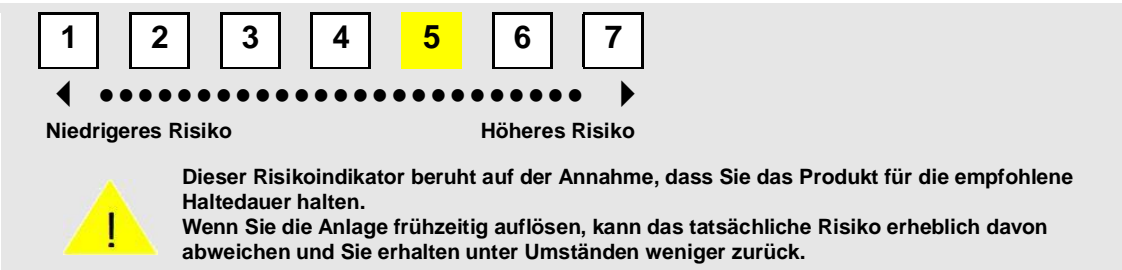 1 2 3 4 5 6 7
Niedrigeres Risiko Höheres Risiko
Dieser Risikoindikator beruht auf der Annahme, dass Sie das Produkt für die empfohlene
Haltedauer halten.
Wenn Sie die Anlage frühzeitig auflösen, kann das tatsächliche Risiko erheblich davon
abweichen und Sie erhalten unter Umständen weniger zurück.
!